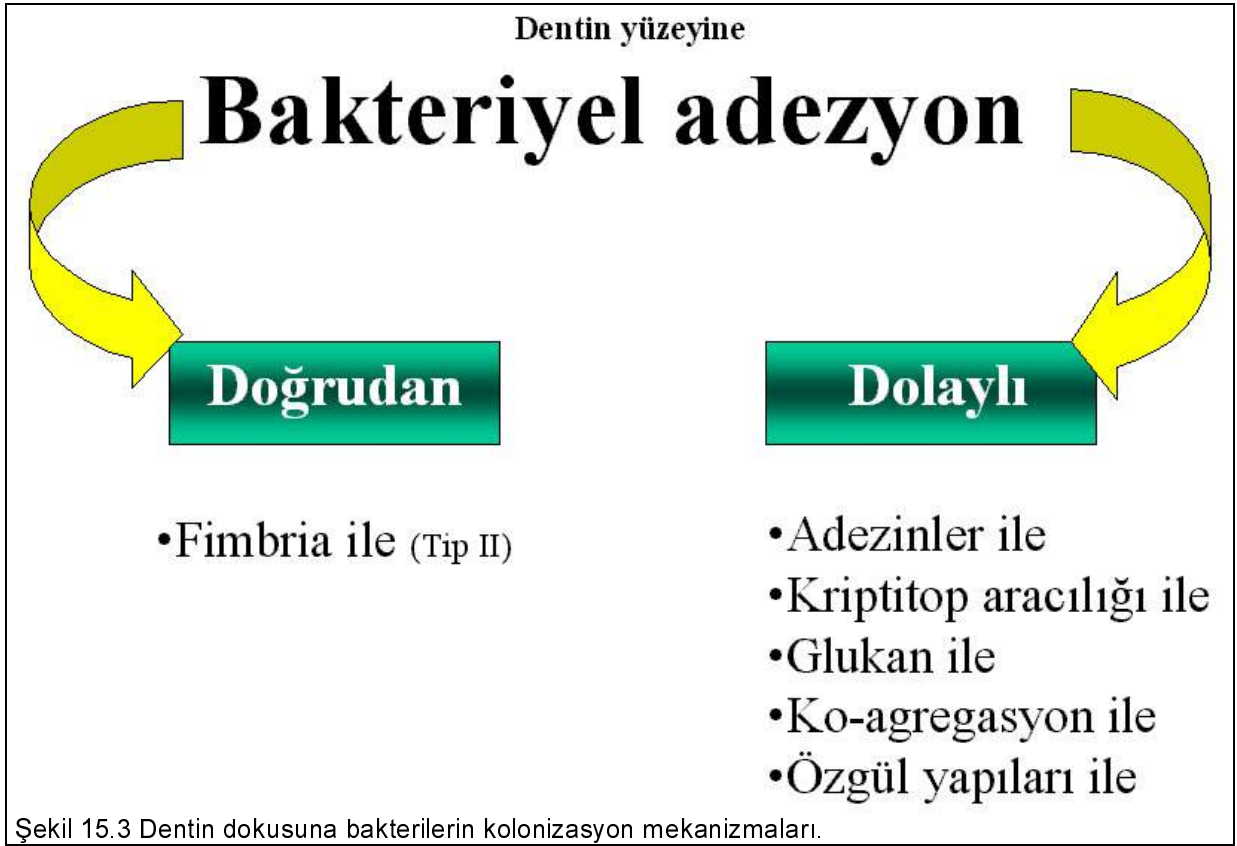 Dentin yüzeyine
Bakteriyel adezyon
Doğrudan
Dolaylı
•Fimbria ile (Tip II)
•Adezinler ile
•Kriptitop aracılığı ile
•Glukan ile
•Ko-agregasyon ile
•Özgül yapıları ile
Şekil 15.3 Dentin dokusuna bakterilerin kolonizasyon mekanizmaları.